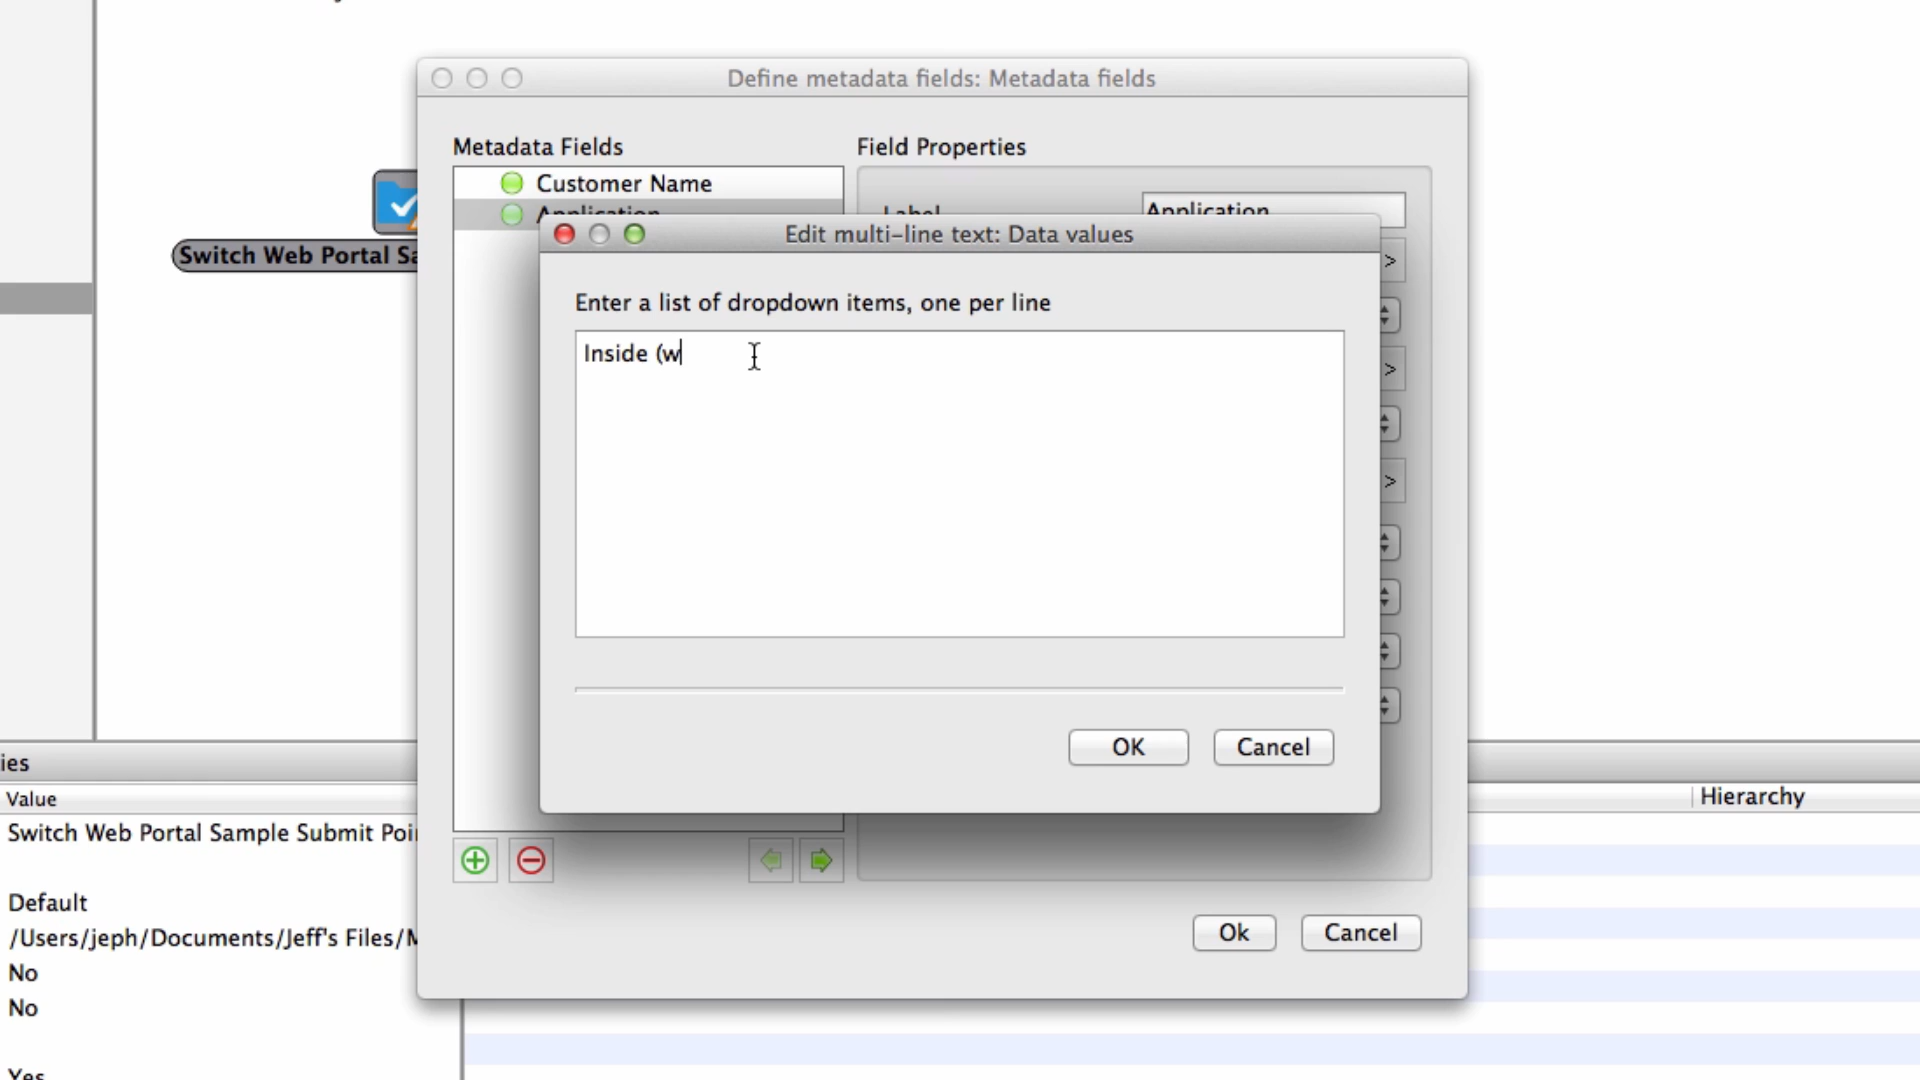 Define metadata fields: Metadata fields
Metadata Fields
Field Properties
Customer Name
Application
Label
Application
Switch Web Portal Sa
Edit multi-line text: Data values
>
Enter a list of dropdown items, one per line
Inside (w
>
>
OK
Cancel
ies
Value
Hierarchy
Switch Web Portal Sample Submit Poi
Default
/Users/jeph/Documents/Jeff's Files/M
Ok
Cancel
No
No
Yes